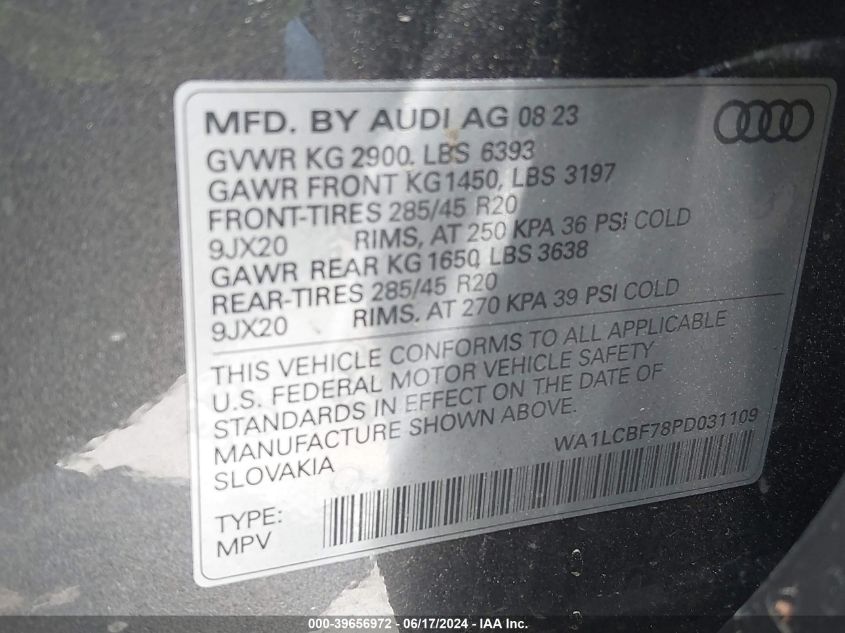 MFD. BY AUDI AG 08 23
GVWR KG 2900. LBS 6393
GAWR FRONT KG1450, LBS 3197
FRONT-TIRES 285/45 R20
9JX20 RIMS, AT 250 KPA 36 PSI COLD
GAWR REAR KG 1650, LBS 3638
REAR-TIRES 285/45 R20
9JX20 RIMS. AT 270 KPA 39 PSI COLD
THIS VEHICLE CONFORMS TO ALL APPLICABLE
U.S. FEDERAL MOTOR VEHICLE SAFETY
STANDARDS IN EFFECT ON THE DATE OF
MANUFACTURE SHOWN ABOVE.
SLOVAKIA
WA1LCBF78PD031109
TYPE:
MPV
000-39656972 / 06/17/2024 - IAA Inc.